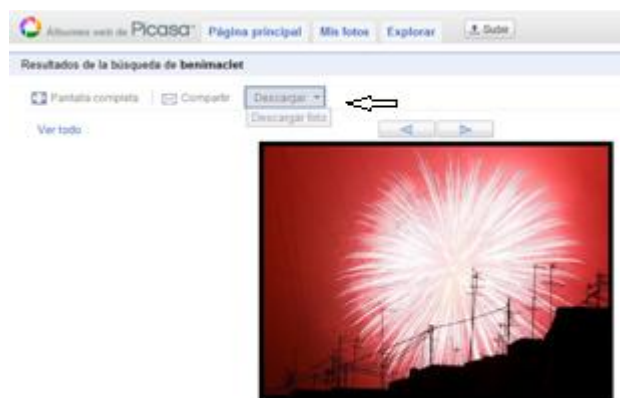 Álbumes web de Picasa Página principal Mis fotos Explorar Subir
Resultados de la búsqueda de benimaclet
Pantalla completa Compartir Descargar
Descargar foto
Ver todo